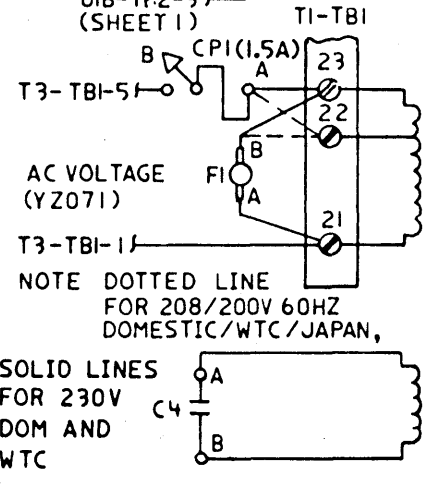 (SHEET 1)
T1-TB1
B
CP1(1.5A)
A
23
T3-TB1-5
22
B
AC VOLTAGE
(YZ071)
F1
A
21
T3-TB1-1
NOTE DOTTED LINE
FOR 208/200V 60HZ
DOMESTIC/WTC/JAPAN,
SOLID LINES
FOR 230V
DOM AND
WTC
A
C4
B